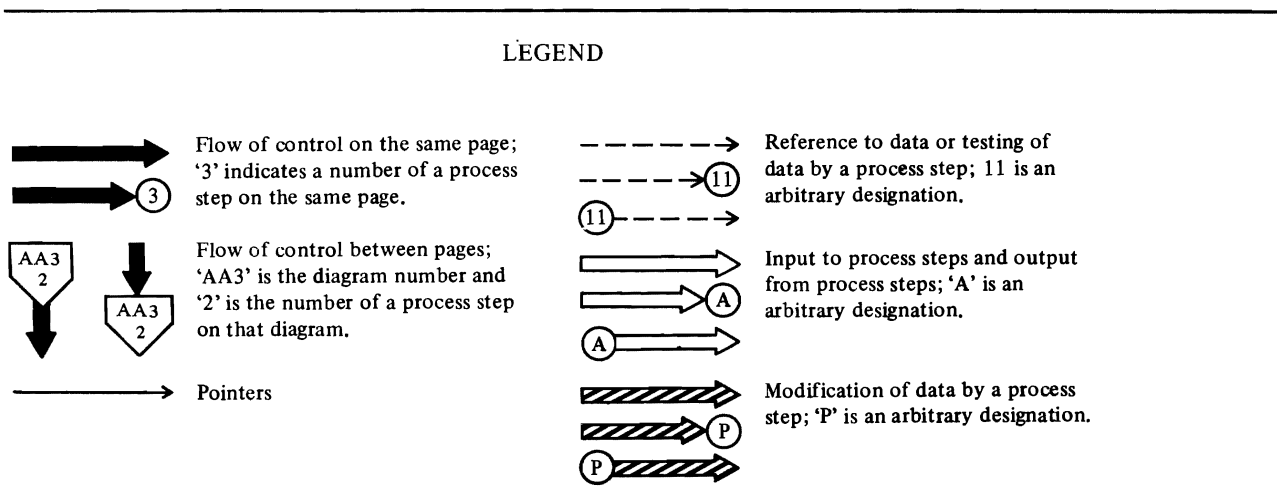 LEGEND
Flow of control on the same page;
‘3’ indicates a number of a process
step on the same page.
3
AA3
2
AA3
2
Flow of control between pages;
‘AA3’ is the diagram number and
‘2’ is the number of a process step
on that diagram.
Pointers
Reference to data or testing of
data by a process step; 11 is an
arbitrary designation.
11
11
Input to process steps and output
from process steps; ‘A’ is an
arbitrary designation.
A
A
Modification of data by a process
step; ‘P’ is an arbitrary designation.
P
P